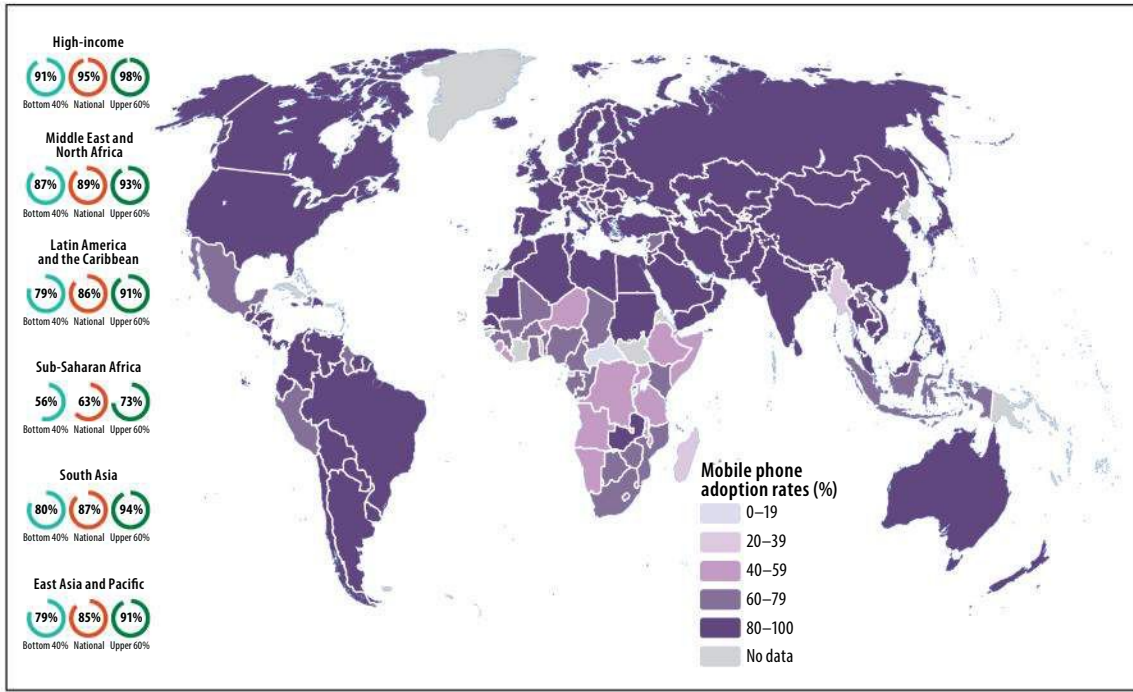 High-income
91% 95% 98%
Bottom 40% National Upper 60%
Middle East and
North Africa
87% 89% 93%
Bottom 40% National Upper 60%
Latin America
and the Caribbean
79% 86% 91%
Bottom 40% National Upper 60%
Sub-Saharan Africa
56% 63% 73%
Bottom 40% National Upper 60%
South Asia
80% 87% 94%
Bottom 40% National Upper 60%
East Asia and Pacific
79% 85% 91%
Bottom 40% National Upper 60%
Mobile phone
adoption rates (%)
0–19
20–39
40–59
60–79
80–100
No data